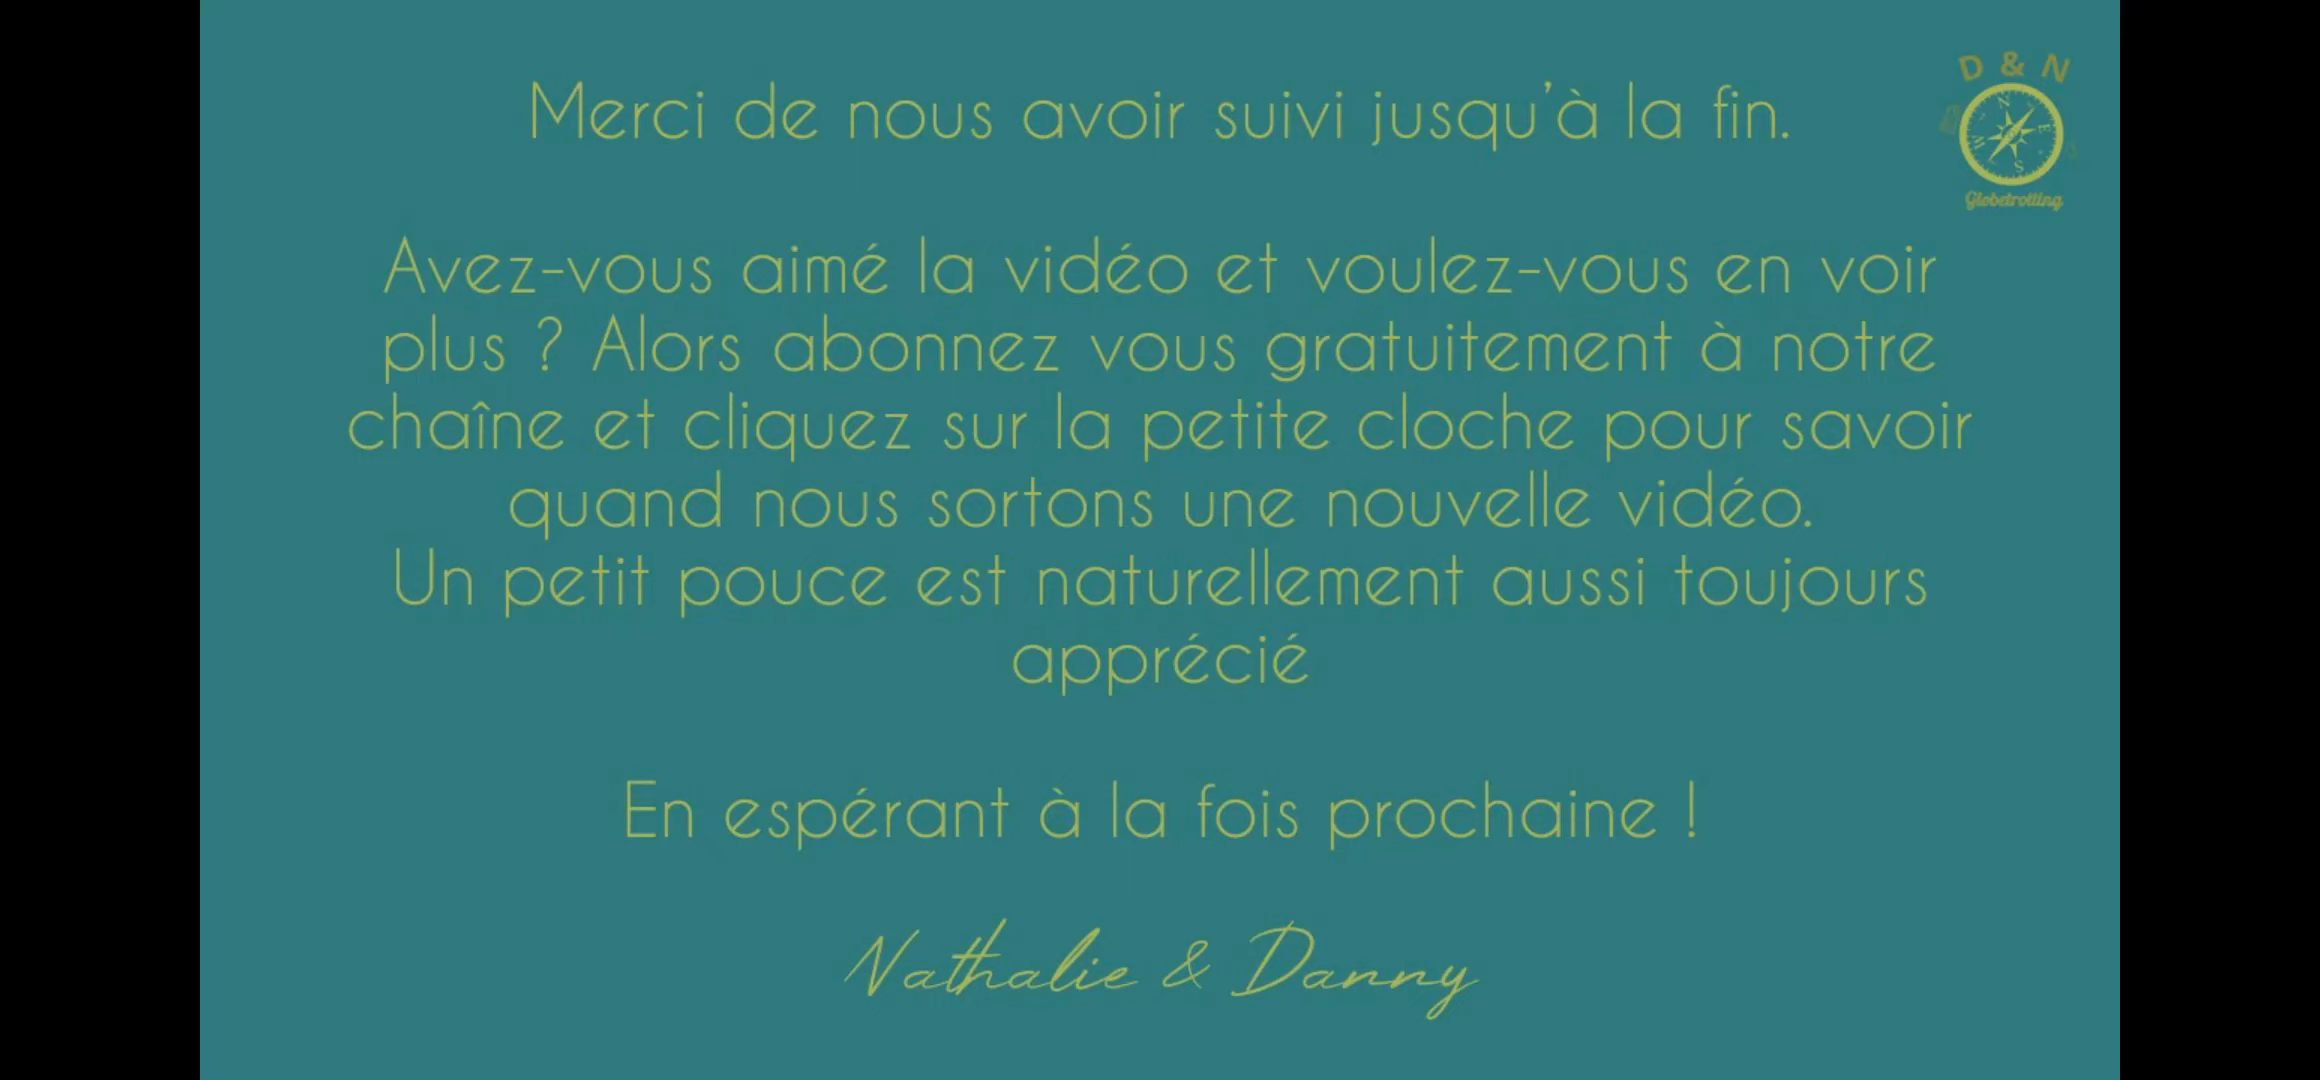 D & N
N
E
S
W
Globetrotting
Merci de nous avoir suivi jusqu'à la fin.
Avez-vous aimé la vidéo et voulez-vous en voir
plus ? Alors abonnez vous gratuitement à notre
chaîne et cliquez sur la petite cloche pour savoir
quand nous sortons une nouvelle vidéo.
Un petit pouce est naturellement aussi toujours
apprécié
En espérant à la fois prochaine !
Nathalie & Danny